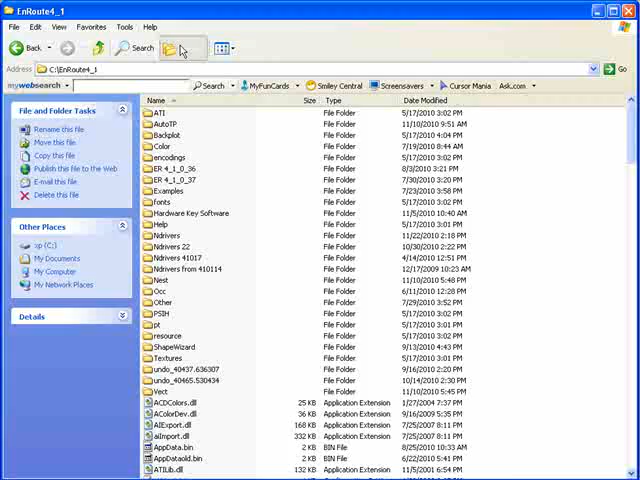 EnRoute4_1
File Edit View Favorites Tools Help
Back Search
Address C:\EnRoute4_1 Go
mywebsearch Search MyFunCards Smiley Central Screensavers Cursor Mania Ask.com
File and Folder Tasks
Rename this file
Move this file
Copy this file
Publish this file to the Web
E-mail this file
Delete this file
Other Places
xp (C:)
My Documents
My Computer
My Network Places
Details
Name Size Type Date Modified
ATI File Folder 5/17/2010 3:02 PM
AutoTP File Folder 11/10/2010 9:51 AM
Backplot File Folder 5/17/2010 4:04 PM
Color File Folder 7/19/2010 8:44 AM
encodings File Folder 5/17/2010 3:02 PM
ER 4_1_0_36 File Folder 8/3/2010 3:21 PM
ER 4_1_0_37 File Folder 7/30/2010 3:20 PM
Examples File Folder 7/23/2010 3:58 PM
fonts File Folder 5/17/2010 3:02 PM
Hardware Key Software File Folder 11/5/2010 10:40 AM
Help File Folder 5/17/2010 3:01 PM
Ndrivers File Folder 11/22/2010 2:18 PM
Ndrivers 22 File Folder 10/30/2010 2:22 PM
Ndrivers 41017 File Folder 4/14/2010 12:51 PM
Ndrivers from 410114 File Folder 12/17/2009 10:23 AM
Nest File Folder 11/10/2010 5:48 PM
Occ File Folder 6/11/2010 12:28 PM
Other File Folder 7/29/2010 3:52 PM
PSIH File Folder 5/17/2010 3:02 PM
pt File Folder 5/17/2010 3:01 PM
resource File Folder 5/17/2010 3:02 PM
ShapeWizard File Folder 9/13/2010 4:43 PM
Textures File Folder 5/17/2010 3:01 PM
undo_40437.636307 File Folder 9/16/2010 2:20 PM
undo_40465.530434 File Folder 10/14/2010 2:30 PM
Vect File Folder 11/10/2010 5:45 PM
ACDColors.dll 25 KB Application Extension 1/27/2004 7:37 PM
AColorDev.dll 36 KB Application Extension 9/16/2009 5:35 PM
AIExport.dll 168 KB Application Extension 7/25/2007 8:11 PM
aiImport.dll 332 KB Application Extension 7/25/2007 8:11 PM
AppData.bin 2 KB BIN File 8/25/2010 10:33 AM
AppDataold.bin 2 KB BIN File 6/22/2010 5:41 PM
ATILib.dll 132 KB Application Extension 11/5/2001 6:54 PM